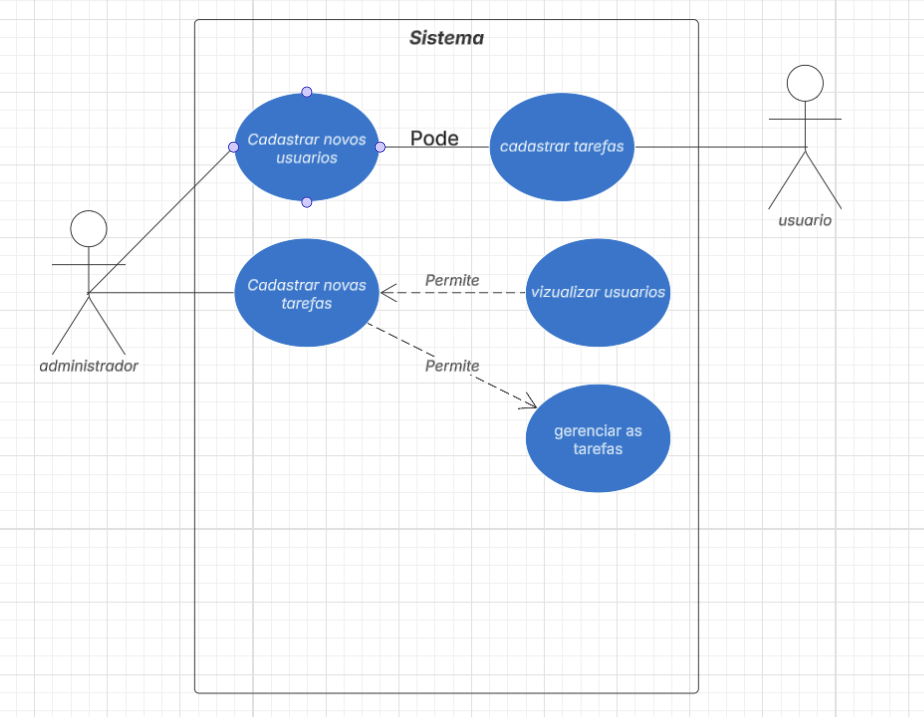 Sistema
Cadastrar novos
usuarios
Pode
cadastrar tarefas
usuario
Cadastrar novas
tarefas
Permite
vizualizar usuarios
administrador
Permite
gerenciar as
tarefas